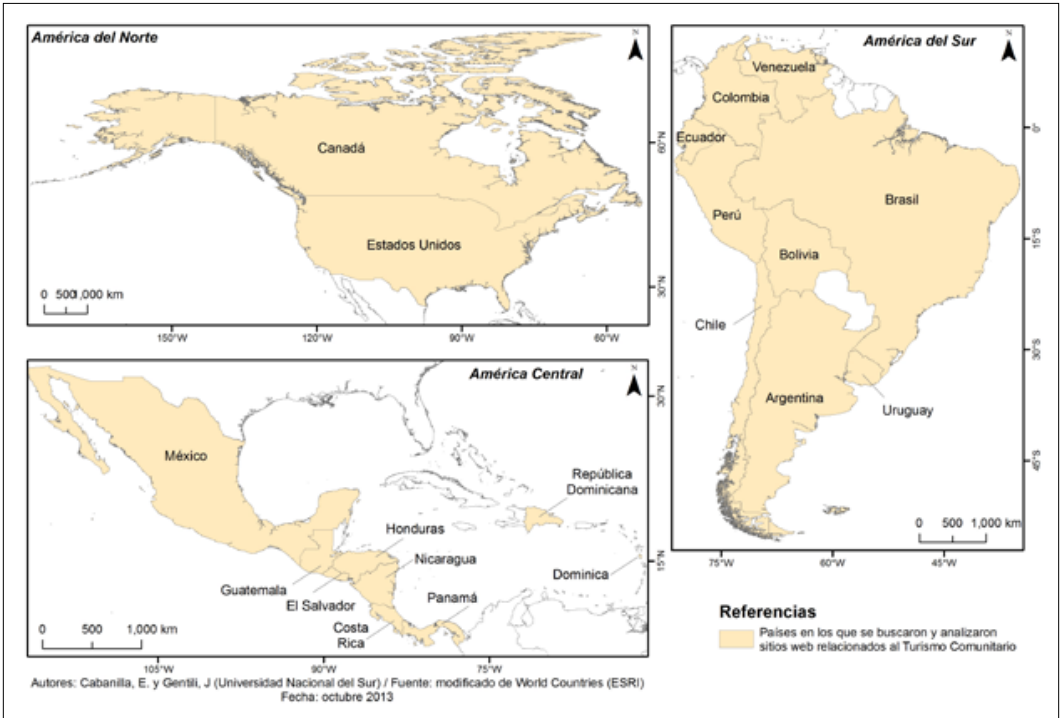 América del Norte
N
Canadá
Estados Unidos
0 500 1,000 km
60°N
30°N
150°W 120°W 90°W 60°W
América Central
N
México
República
Dominicana
Honduras
Nicaragua
Guatemala
El Salvador
Dominica
Panamá
Costa
Rica
0 500 1,000 km
30°N
15°N
105°W 90°W 75°W
América del Sur
N
Venezuela
Colombia
Ecuador
Perú
Brasil
Bolivia
Chile
Argentina
Uruguay
0 500 1,000 km
0°
15°S
30°S
45°S
75°W 60°W 45°W
Referencias
Países en los que se buscaron y analizaron
sitios web relacionados al Turismo Comunitario
Autores: Cabanilla, E. y Gentili, J (Universidad Nacional del Sur) / Fuente: modificado de World Countries (ESRI)
Fecha: octubre 2013